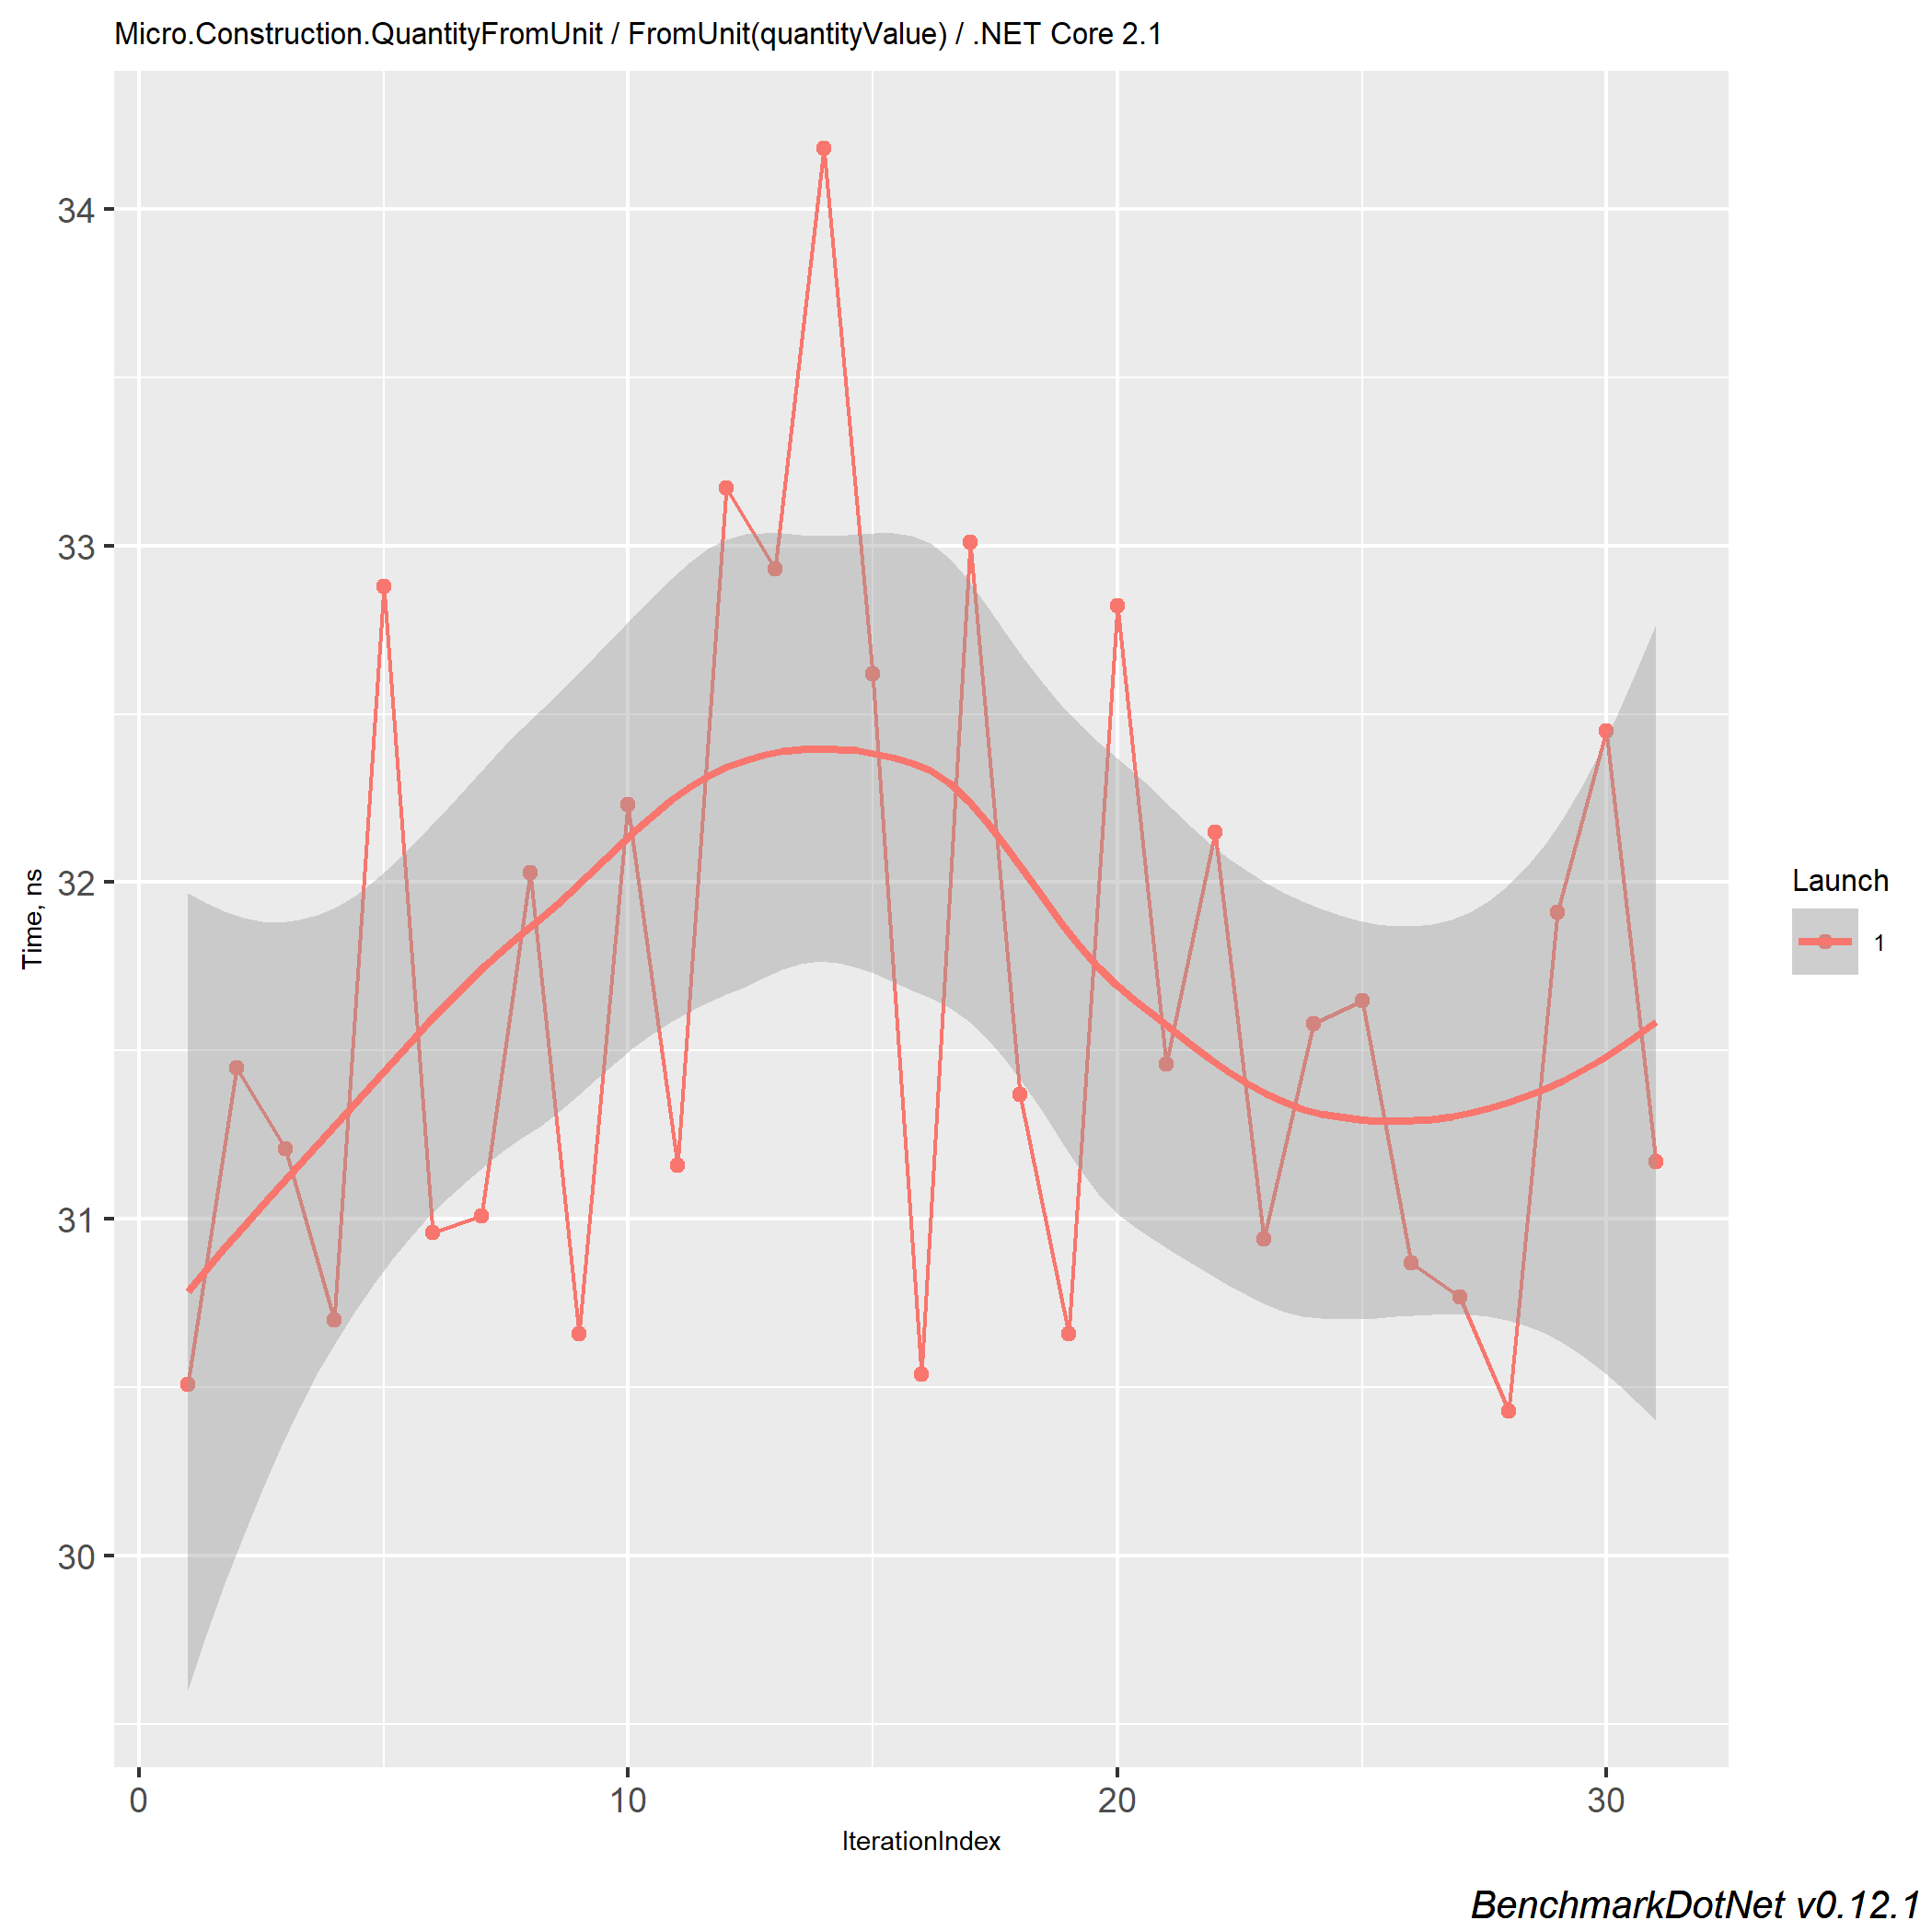 Micro.Construction.QuantityFromUnit / FromUnit(quantityValue) / .NET Core 2.1
34
33
32
31
30
Time, ns
0 10 20 30
IterationIndex
Launch
1
BenchmarkDotNet v0.12.1